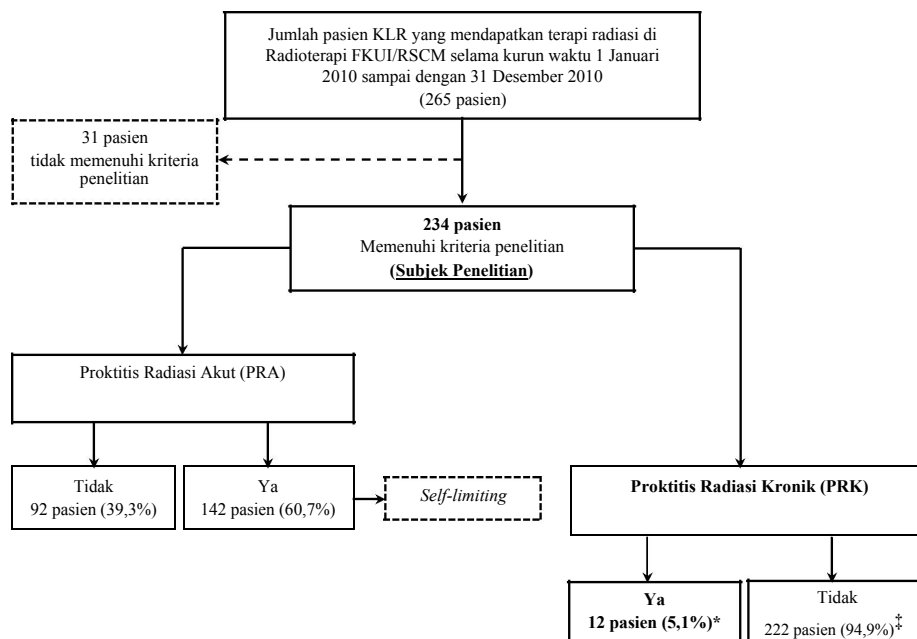 Jumlah pasien KLR yang mendapatkan terapi radiasi di
Radioterapi FKUI/RSCM selama kurun waktu 1 Januari
2010 sampai dengan 31 Desember 2010
(265 pasien)
31 pasien
tidak memenuhi kriteria
penelitian
234 pasien
Memenuhi kriteria penelitian
(Subjek Penelitian)
Proktitis Radiasi Akut (PRA)
Tidak
92 pasien (39,3%)
Ya
142 pasien (60,7%)
Self-limiting
Proktitis Radiasi Kronik (PRK)
Ya
12 pasien (5,1%)*
Tidak
222 pasien (94,9%)‡